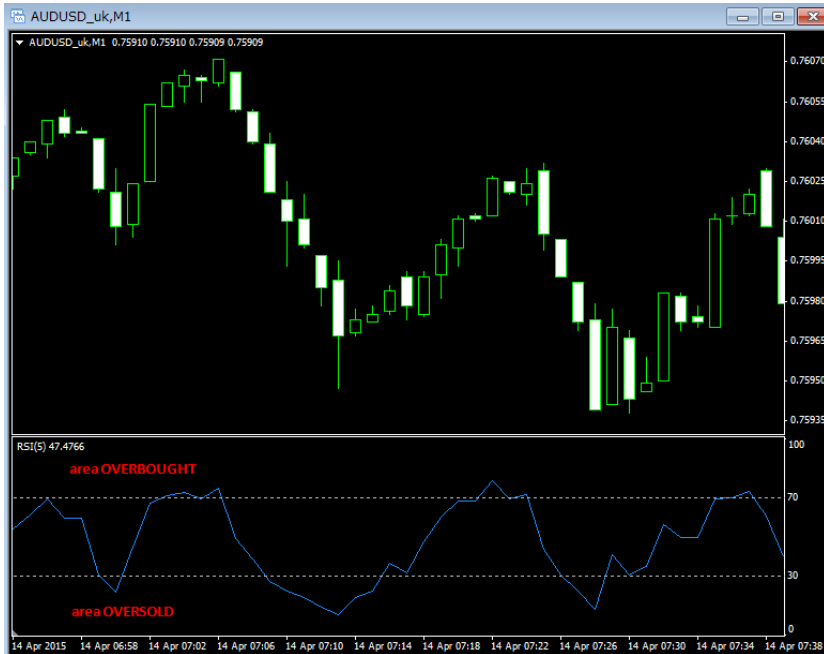 AUDUSD_uk,M1
AUDUSD_uk,M1 0.75910 0.75910 0.75909 0.75909
0.76070
0.76055
0.76040
0.76025
0.76010
0.75995
0.75980
0.75965
0.75950
0.75935
RSI(5) 47.4766
100
area OVERBOUGHT
70
30
area OVERSOLD
0
14 Apr 2015 14 Apr 06:58 14 Apr 07:02 14 Apr 07:06 14 Apr 07:10 14 Apr 07:14 14 Apr 07:18 14 Apr 07:22 14 Apr 07:26 14 Apr 07:30 14 Apr 07:34 14 Apr 07:38